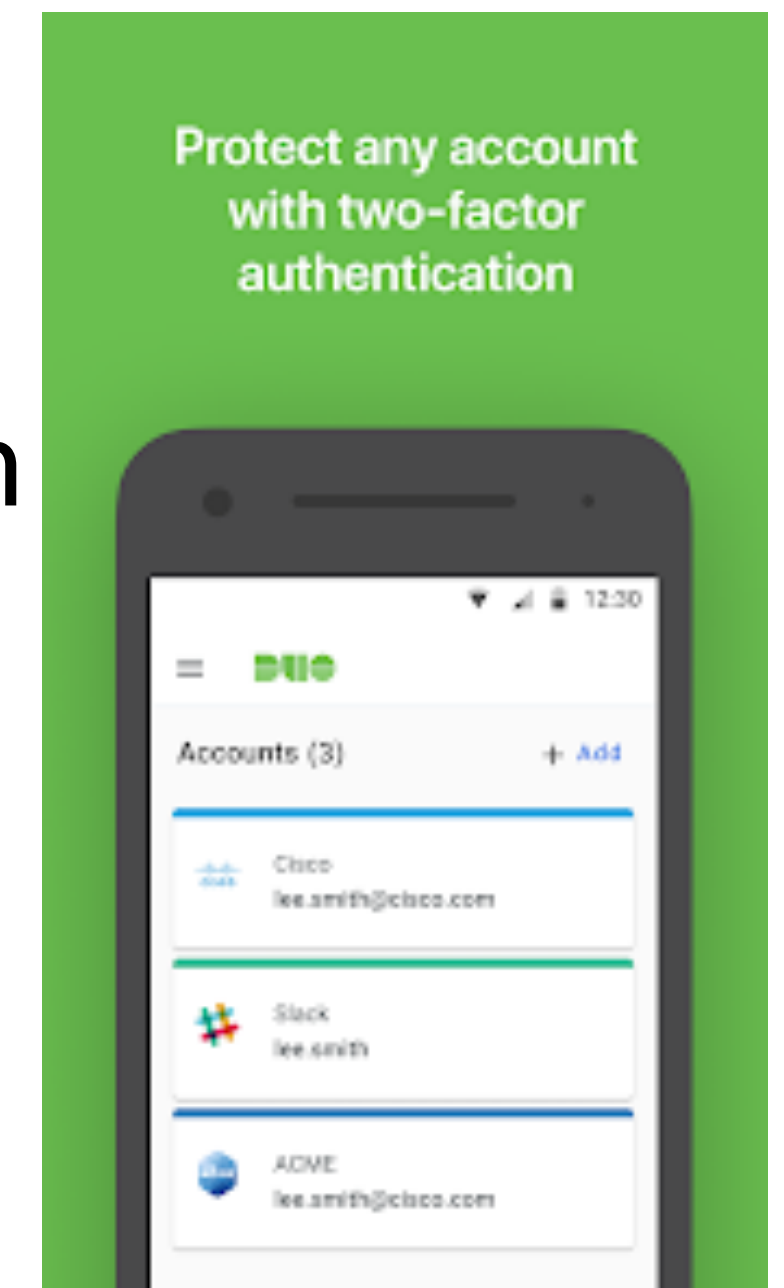 Protect any account
with two-factor
authentication
n
12:30
DUO
Accounts (3)
+ Add
Cisco
lee.smith@cisco.com
Slack
lee.smith
ACME
lee.smith@cisco.com